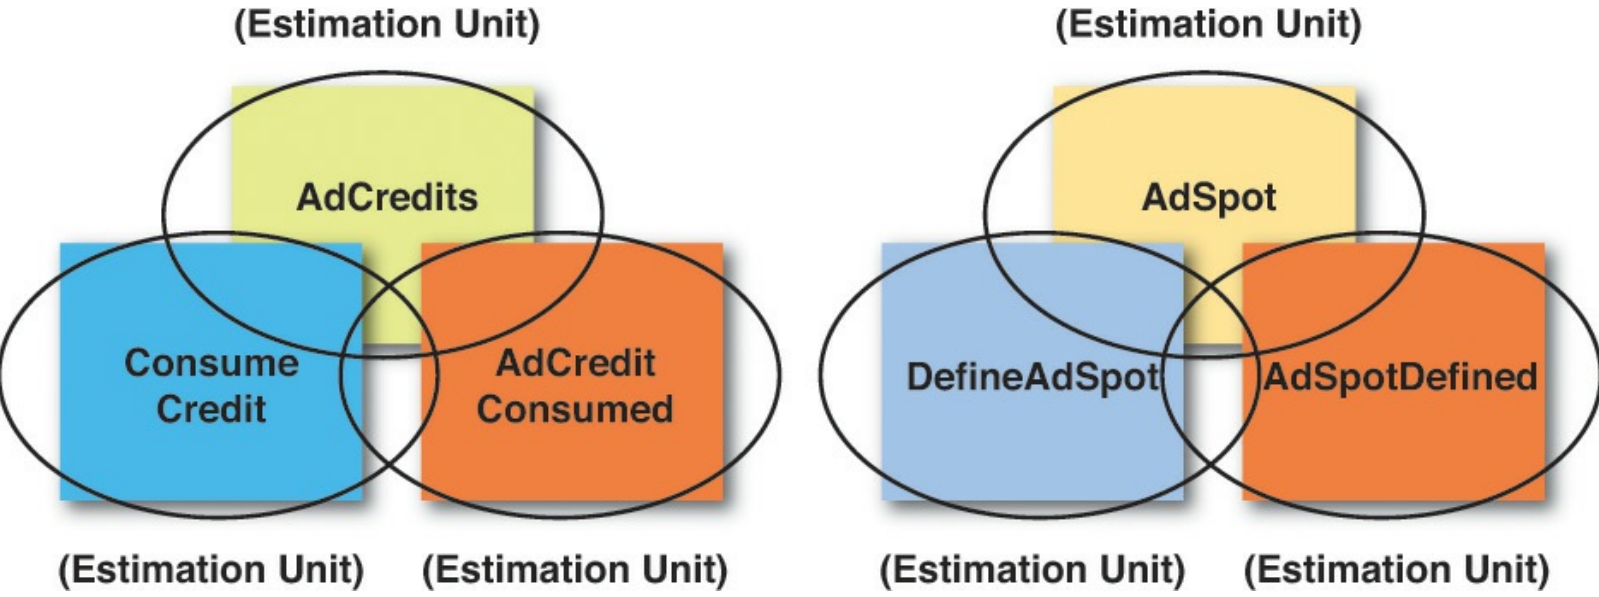 (Estimation Unit)
AdCredits
Consume
Credit
AdCredit
Consumed
(Estimation Unit)
(Estimation Unit)
(Estimation Unit)
AdSpot
DefineAdSpot
AdSpotDefined
(Estimation Unit)
(Estimation Unit)